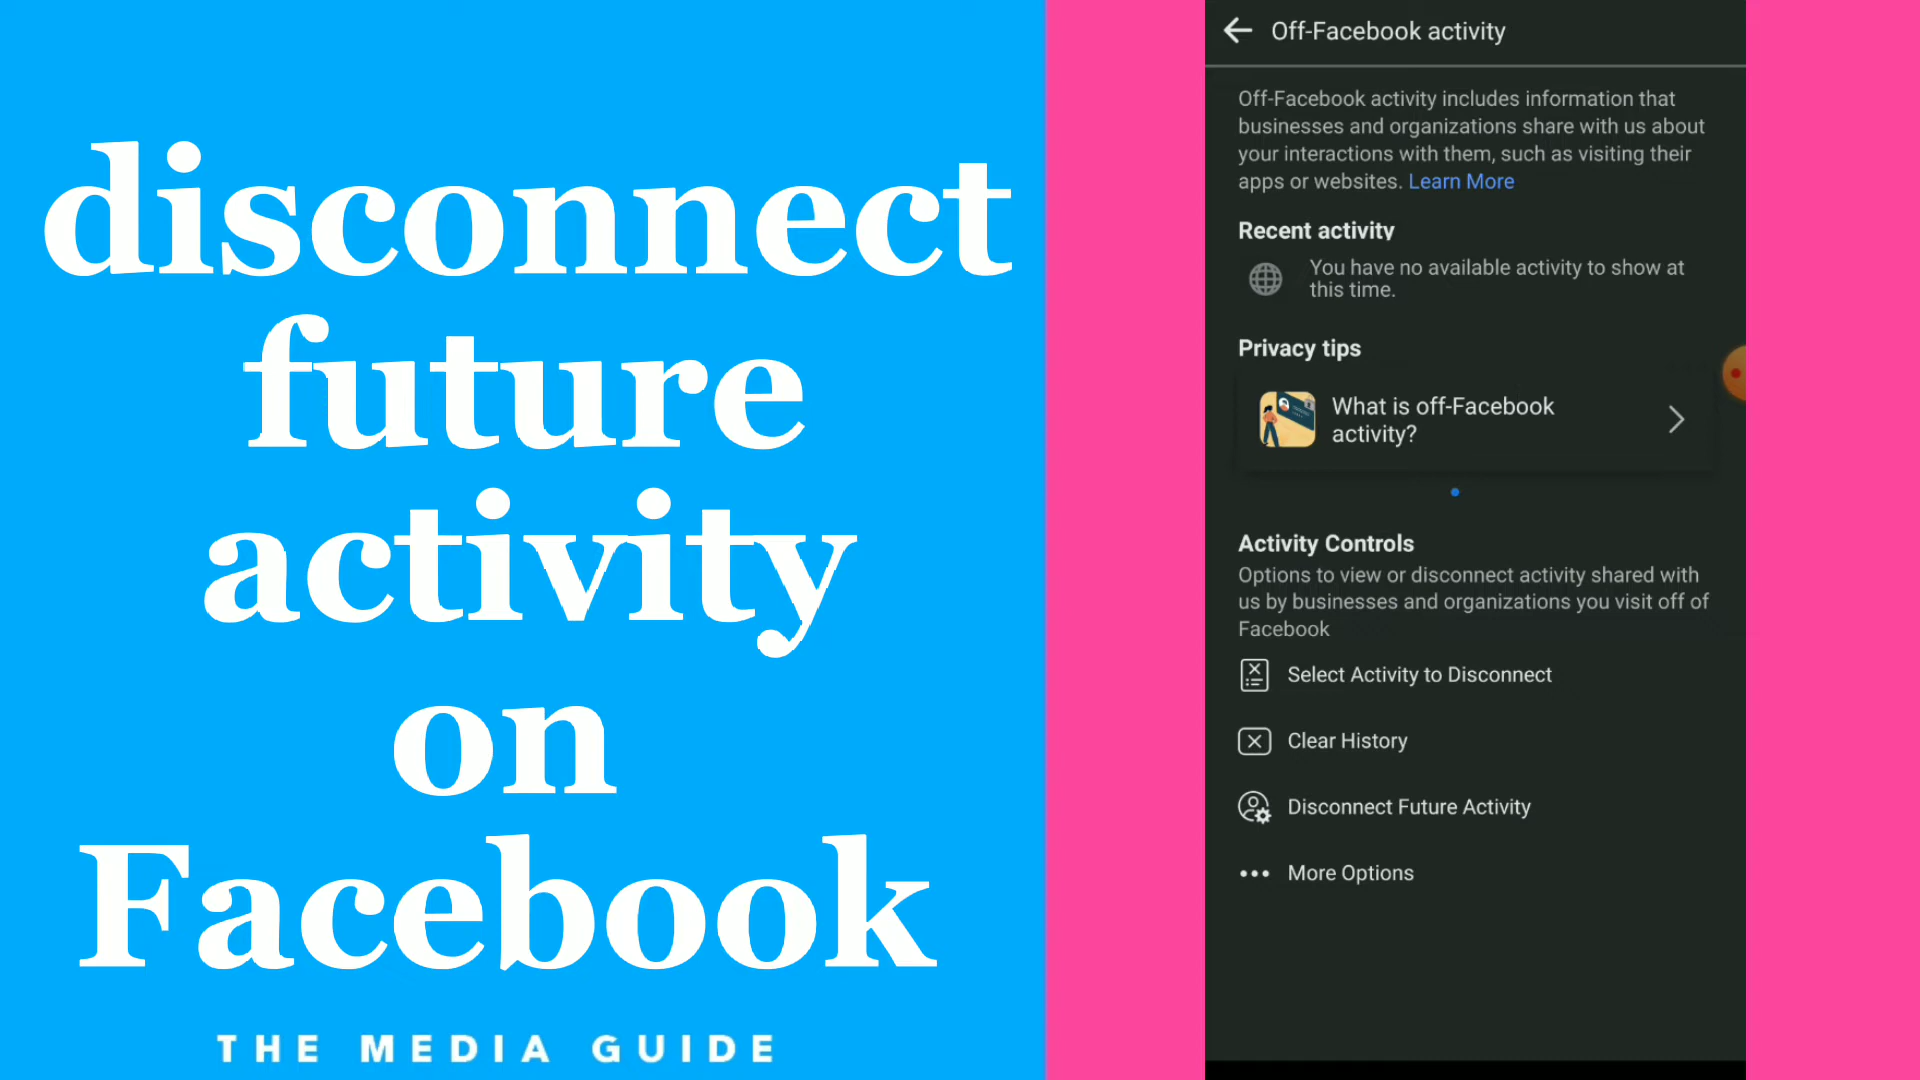 disconnect
future
activity
on
Facebook
THE MEDIA GUIDE
Off-Facebook activity
Off-Facebook activity includes information that
businesses and organizations share with us about
your interactions with them, such as visiting their
apps or websites. Learn More
Recent activity
You have no available activity to show at
this time.
Privacy tips
What is off-Facebook
activity?
Activity Controls
Options to view or disconnect activity shared with
us by businesses and organizations you visit off of
Facebook
Select Activity to Disconnect
Clear History
Disconnect Future Activity
More Options